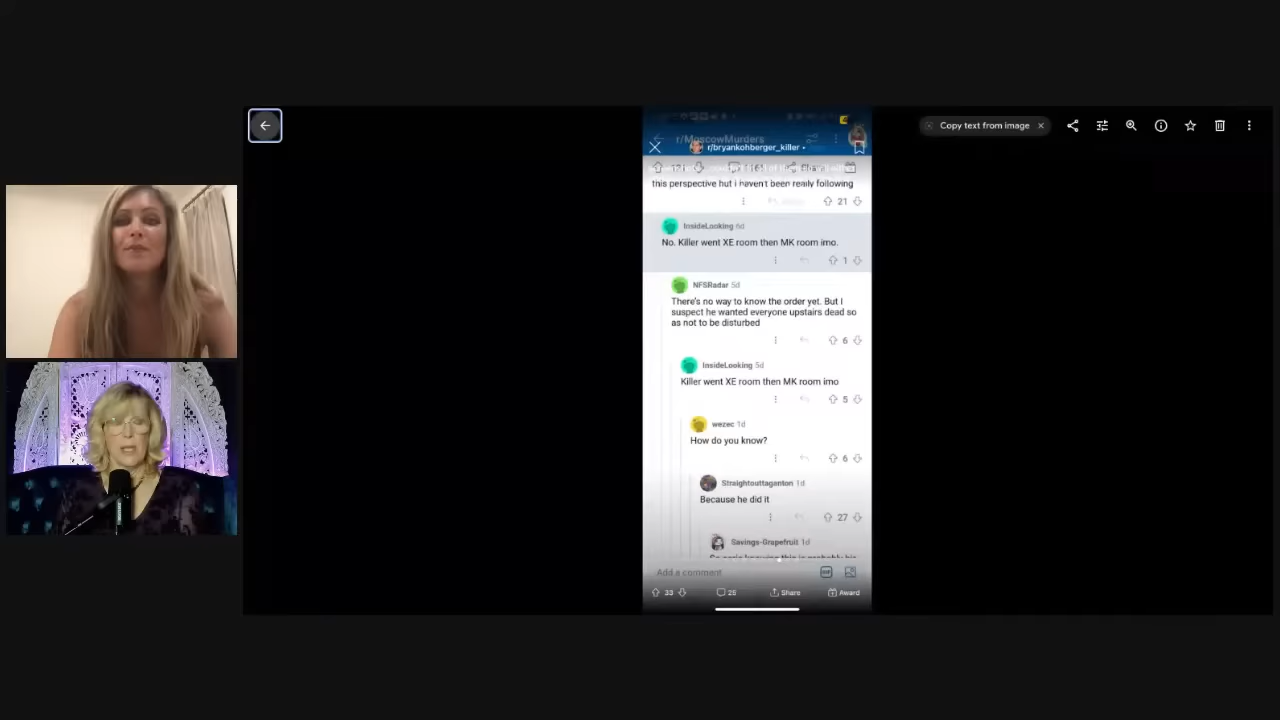 Copy text from image
r/MoscowMurders
r/bryankohberger_killer
this perspective but i haven't been really following
21
InsideLooking 6d
No. Killer went XE room then MK room imo.
1
NFSRadar 5d
There's no way to know the order yet. But I
suspect he wanted everyone upstairs dead so
as not to be disturbed
6
InsideLooking 5d
Killer went XE room then MK room imo
5
wezec 1d
How do you know?
6
Straightouttaganton 1d
Because he did it
27
Savings-Grapefruit 1d
Add a comment
GIF
33
25
Share
Award